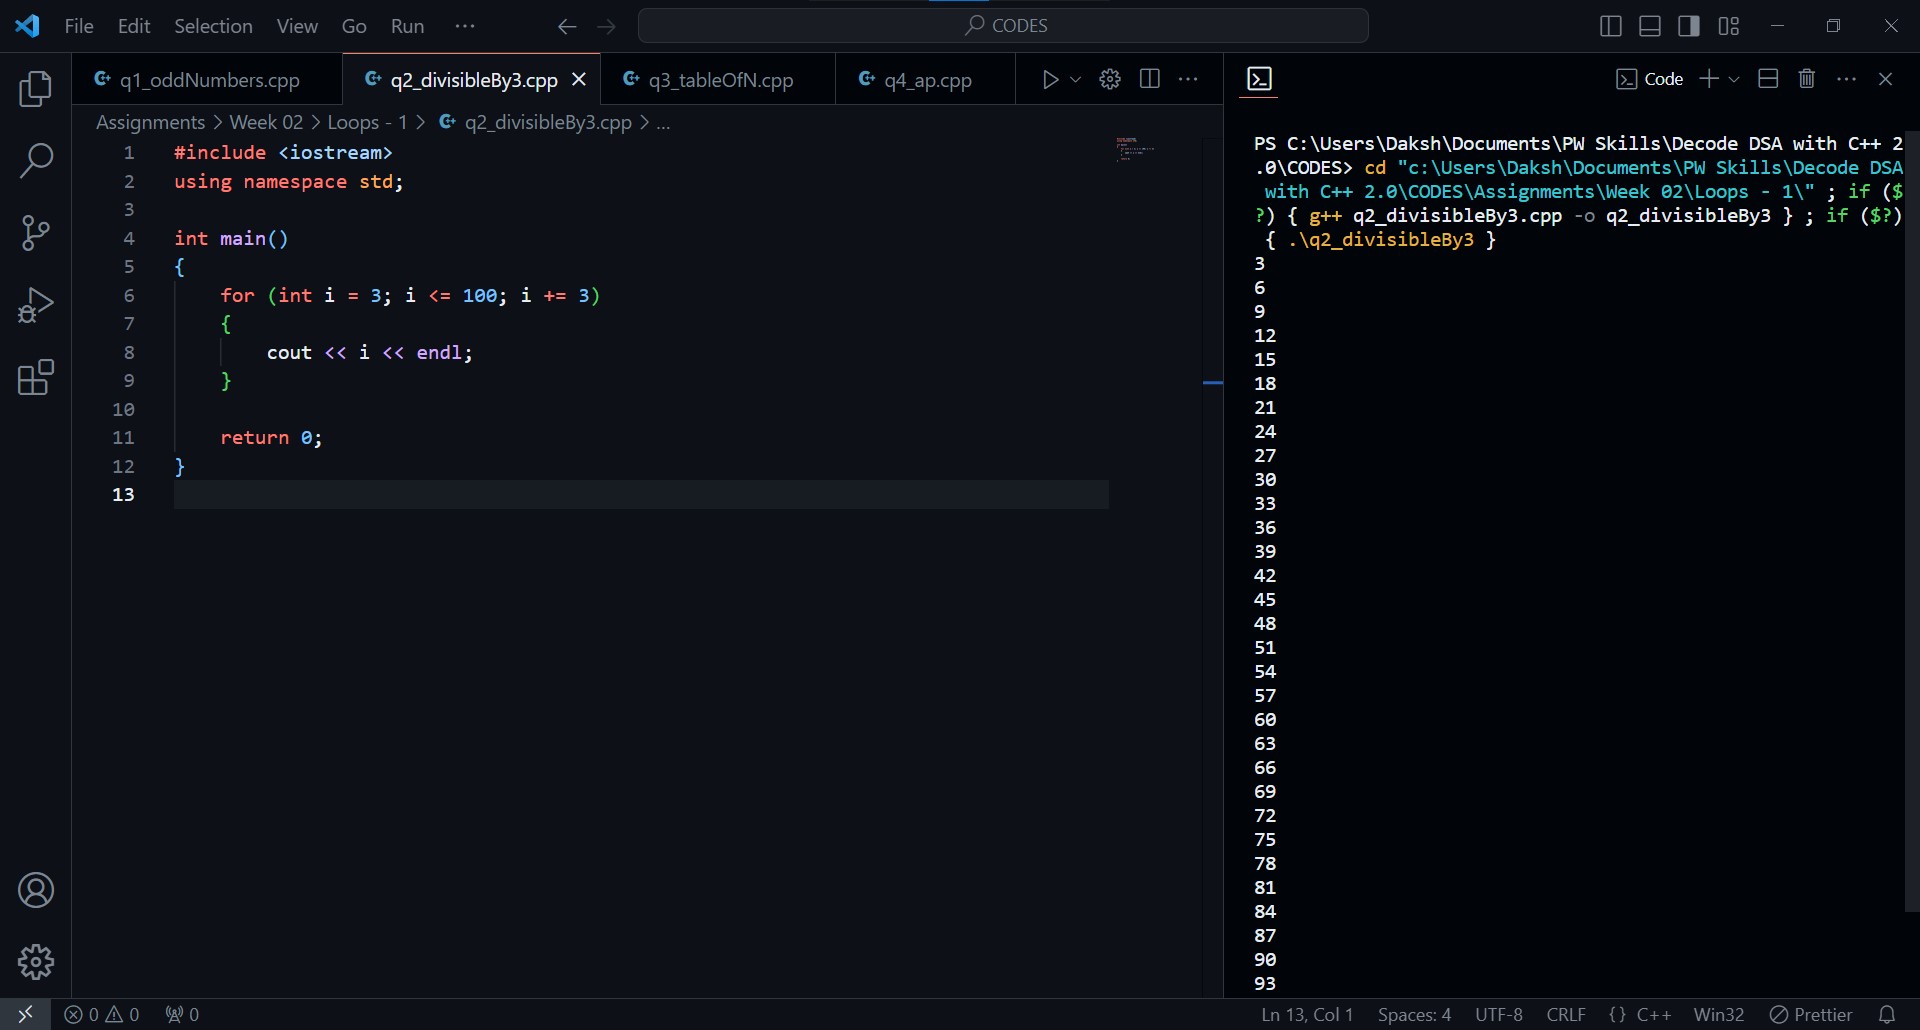 File Edit Selection View Go Run ··· CODES
q1_oddNumbers.cpp q2_divisibleBy3.cpp q3_tableOfN.cpp q4_ap.cpp
Code
Assignments > Week 02 > Loops - 1 > q2_divisibleBy3.cpp > ...
1 #include <iostream>
2 using namespace std;
3
4 int main()
5 {
6 for (int i = 3; i <= 100; i += 3)
7 {
8 cout << i << endl;
9 }
10
11 return 0;
12 }
13
PS C:\Users\Daksh\Documents\PW Skills\Decode DSA with C++ 2
.0\CODES> cd "c:\Users\Daksh\Documents\PW Skills\Decode DSA
with C++ 2.0\CODES\Assignments\Week 02\Loops - 1\" ; if ($
?) { g++ q2_divisibleBy3.cpp -o q2_divisibleBy3 } ; if ($?)
{ .\q2_divisibleBy3 }
3
6
9
12
15
18
21
24
27
30
33
36
39
42
45
48
51
54
57
60
63
66
69
72
75
78
81
84
87
90
93
0 0 0 Ln 13, Col 1 Spaces: 4 UTF-8 CRLF {} C++ Win32 Prettier